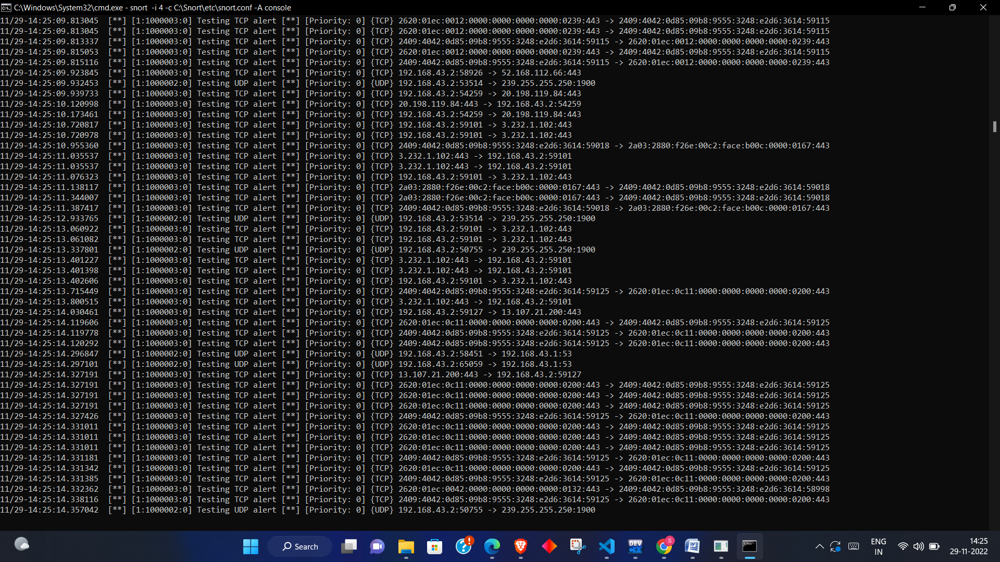 C:\Windows\System32\cmd.exe - snort  -i 4 -c C:\Snort\etc\snort.conf -A console
11/29-14:25:09.813045  [**] [1:1000003:0] Testing TCP alert [**] [Priority: 0] {TCP} 2620:01ec:0012:0000:0000:0000:0000:0239:443 -> 2409:4042:0d85:09b8:9555:3248:e2d6:3614:59115
11/29-14:25:09.813045  [**] [1:1000003:0] Testing TCP alert [**] [Priority: 0] {TCP} 2620:01ec:0012:0000:0000:0000:0000:0239:443 -> 2409:4042:0d85:09b8:9555:3248:e2d6:3614:59115
11/29-14:25:09.813337  [**] [1:1000003:0] Testing TCP alert [**] [Priority: 0] {TCP} 2409:4042:0d85:09b8:9555:3248:e2d6:3614:59115 -> 2620:01ec:0012:0000:0000:0000:0000:0239:443
11/29-14:25:09.815053  [**] [1:1000003:0] Testing TCP alert [**] [Priority: 0] {TCP} 2620:01ec:0012:0000:0000:0000:0000:0239:443 -> 2409:4042:0d85:09b8:9555:3248:e2d6:3614:59115
11/29-14:25:09.815116  [**] [1:1000003:0] Testing TCP alert [**] [Priority: 0] {TCP} 2409:4042:0d85:09b8:9555:3248:e2d6:3614:59115 -> 2620:01ec:0012:0000:0000:0000:0000:0239:443
11/29-14:25:09.923845  [**] [1:1000003:0] Testing TCP alert [**] [Priority: 0] {TCP} 192.168.43.2:58926 -> 52.168.112.66:443
11/29-14:25:09.932453  [**] [1:1000002:0] Testing UDP alert [**] [Priority: 0] {UDP} 192.168.43.2:53514 -> 239.255.255.250:1900
11/29-14:25:09.939733  [**] [1:1000003:0] Testing TCP alert [**] [Priority: 0] {TCP} 192.168.43.2:54259 -> 20.198.119.84:443
11/29-14:25:10.120998  [**] [1:1000003:0] Testing TCP alert [**] [Priority: 0] {TCP} 20.198.119.84:443 -> 192.168.43.2:54259
11/29-14:25:10.173461  [**] [1:1000003:0] Testing TCP alert [**] [Priority: 0] {TCP} 192.168.43.2:54259 -> 20.198.119.84:443
11/29-14:25:10.720817  [**] [1:1000003:0] Testing TCP alert [**] [Priority: 0] {TCP} 192.168.43.2:59101 -> 3.232.1.102:443
11/29-14:25:10.720978  [**] [1:1000003:0] Testing TCP alert [**] [Priority: 0] {TCP} 192.168.43.2:59101 -> 3.232.1.102:443
11/29-14:25:10.955360  [**] [1:1000003:0] Testing TCP alert [**] [Priority: 0] {TCP} 2409:4042:0d85:09b8:9555:3248:e2d6:3614:59018 -> 2a03:2880:f26e:00c2:face:b00c:0000:0167:443
11/29-14:25:11.035537  [**] [1:1000003:0] Testing TCP alert [**] [Priority: 0] {TCP} 3.232.1.102:443 -> 192.168.43.2:59101
11/29-14:25:11.035537  [**] [1:1000003:0] Testing TCP alert [**] [Priority: 0] {TCP} 3.232.1.102:443 -> 192.168.43.2:59101
11/29-14:25:11.076323  [**] [1:1000003:0] Testing TCP alert [**] [Priority: 0] {TCP} 192.168.43.2:59101 -> 3.232.1.102:443
11/29-14:25:11.138117  [**] [1:1000003:0] Testing TCP alert [**] [Priority: 0] {TCP} 2a03:2880:f26e:00c2:face:b00c:0000:0167:443 -> 2409:4042:0d85:09b8:9555:3248:e2d6:3614:59018
11/29-14:25:11.344007  [**] [1:1000003:0] Testing TCP alert [**] [Priority: 0] {TCP} 2a03:2880:f26e:00c2:face:b00c:0000:0167:443 -> 2409:4042:0d85:09b8:9555:3248:e2d6:3614:59018
11/29-14:25:11.387417  [**] [1:1000003:0] Testing TCP alert [**] [Priority: 0] {TCP} 2409:4042:0d85:09b8:9555:3248:e2d6:3614:59018 -> 2a03:2880:f26e:00c2:face:b00c:0000:0167:443
11/29-14:25:12.933765  [**] [1:1000002:0] Testing UDP alert [**] [Priority: 0] {UDP} 192.168.43.2:53514 -> 239.255.255.250:1900
11/29-14:25:13.060922  [**] [1:1000003:0] Testing TCP alert [**] [Priority: 0] {TCP} 192.168.43.2:59101 -> 3.232.1.102:443
11/29-14:25:13.061082  [**] [1:1000003:0] Testing TCP alert [**] [Priority: 0] {TCP} 192.168.43.2:59101 -> 3.232.1.102:443
11/29-14:25:13.337801  [**] [1:1000002:0] Testing UDP alert [**] [Priority: 0] {UDP} 192.168.43.2:50755 -> 239.255.255.250:1900
11/29-14:25:13.401227  [**] [1:1000003:0] Testing TCP alert [**] [Priority: 0] {TCP} 3.232.1.102:443 -> 192.168.43.2:59101
11/29-14:25:13.401398  [**] [1:1000003:0] Testing TCP alert [**] [Priority: 0] {TCP} 3.232.1.102:443 -> 192.168.43.2:59101
11/29-14:25:13.402606  [**] [1:1000003:0] Testing TCP alert [**] [Priority: 0] {TCP} 192.168.43.2:59101 -> 3.232.1.102:443
11/29-14:25:13.715449  [**] [1:1000003:0] Testing TCP alert [**] [Priority: 0] {TCP} 2409:4042:0d85:09b8:9555:3248:e2d6:3614:59125 -> 2620:01ec:0c11:0000:0000:0000:0000:0200:443
11/29-14:25:13.800515  [**] [1:1000003:0] Testing TCP alert [**] [Priority: 0] {TCP} 3.232.1.102:443 -> 192.168.43.2:59101
11/29-14:25:14.030461  [**] [1:1000003:0] Testing TCP alert [**] [Priority: 0] {TCP} 192.168.43.2:59127 -> 13.107.21.200:443
11/29-14:25:14.119606  [**] [1:1000003:0] Testing TCP alert [**] [Priority: 0] {TCP} 2620:01ec:0c11:0000:0000:0000:0000:0200:443 -> 2409:4042:0d85:09b8:9555:3248:e2d6:3614:59125
11/29-14:25:14.119778  [**] [1:1000003:0] Testing TCP alert [**] [Priority: 0] {TCP} 2409:4042:0d85:09b8:9555:3248:e2d6:3614:59125 -> 2620:01ec:0c11:0000:0000:0000:0000:0200:443
11/29-14:25:14.120292  [**] [1:1000003:0] Testing TCP alert [**] [Priority: 0] {TCP} 2409:4042:0d85:09b8:9555:3248:e2d6:3614:59125 -> 2620:01ec:0c11:0000:0000:0000:0000:0200:443
11/29-14:25:14.296847  [**] [1:1000002:0] Testing UDP alert [**] [Priority: 0] {UDP} 192.168.43.2:58451 -> 192.168.43.1:53
11/29-14:25:14.297101  [**] [1:1000002:0] Testing UDP alert [**] [Priority: 0] {UDP} 192.168.43.2:65059 -> 192.168.43.1:53
11/29-14:25:14.327191  [**] [1:1000003:0] Testing TCP alert [**] [Priority: 0] {TCP} 13.107.21.200:443 -> 192.168.43.2:59127
11/29-14:25:14.327191  [**] [1:1000003:0] Testing TCP alert [**] [Priority: 0] {TCP} 2620:01ec:0c11:0000:0000:0000:0000:0200:443 -> 2409:4042:0d85:09b8:9555:3248:e2d6:3614:59125
11/29-14:25:14.327191  [**] [1:1000003:0] Testing TCP alert [**] [Priority: 0] {TCP} 2620:01ec:0c11:0000:0000:0000:0000:0200:443 -> 2409:4042:0d85:09b8:9555:3248:e2d6:3614:59125
11/29-14:25:14.327191  [**] [1:1000003:0] Testing TCP alert [**] [Priority: 0] {TCP} 2620:01ec:0c11:0000:0000:0000:0000:0200:443 -> 2409:4042:0d85:09b8:9555:3248:e2d6:3614:59125
11/29-14:25:14.327426  [**] [1:1000003:0] Testing TCP alert [**] [Priority: 0] {TCP} 2409:4042:0d85:09b8:9555:3248:e2d6:3614:59125 -> 2620:01ec:0c11:0000:0000:0000:0000:0200:443
11/29-14:25:14.331011  [**] [1:1000003:0] Testing TCP alert [**] [Priority: 0] {TCP} 2620:01ec:0c11:0000:0000:0000:0000:0200:443 -> 2409:4042:0d85:09b8:9555:3248:e2d6:3614:59125
11/29-14:25:14.331011  [**] [1:1000003:0] Testing TCP alert [**] [Priority: 0] {TCP} 2620:01ec:0c11:0000:0000:0000:0000:0200:443 -> 2409:4042:0d85:09b8:9555:3248:e2d6:3614:59125
11/29-14:25:14.331011  [**] [1:1000003:0] Testing TCP alert [**] [Priority: 0] {TCP} 2620:01ec:0c11:0000:0000:0000:0000:0200:443 -> 2409:4042:0d85:09b8:9555:3248:e2d6:3614:59125
11/29-14:25:14.331181  [**] [1:1000003:0] Testing TCP alert [**] [Priority: 0] {TCP} 2409:4042:0d85:09b8:9555:3248:e2d6:3614:59125 -> 2620:01ec:0c11:0000:0000:0000:0000:0200:443
11/29-14:25:14.331342  [**] [1:1000003:0] Testing TCP alert [**] [Priority: 0] {TCP} 2620:01ec:0c11:0000:0000:0000:0000:0200:443 -> 2409:4042:0d85:09b8:9555:3248:e2d6:3614:59125
11/29-14:25:14.331385  [**] [1:1000003:0] Testing TCP alert [**] [Priority: 0] {TCP} 2409:4042:0d85:09b8:9555:3248:e2d6:3614:59125 -> 2620:01ec:0c11:0000:0000:0000:0000:0200:443
11/29-14:25:14.332362  [**] [1:1000003:0] Testing TCP alert [**] [Priority: 0] {TCP} 2620:01ec:0042:0000:0000:0000:0000:0132:443 -> 2409:4042:0d85:09b8:9555:3248:e2d6:3614:58998
11/29-14:25:14.338116  [**] [1:1000003:0] Testing TCP alert [**] [Priority: 0] {TCP} 2409:4042:0d85:09b8:9555:3248:e2d6:3614:59125 -> 2620:01ec:0c11:0000:0000:0000:0000:0200:443
11/29-14:25:14.357042  [**] [1:1000002:0] Testing UDP alert [**] [Priority: 0] {UDP} 192.168.43.2:50755 -> 239.255.255.250:1900
Search
DEV
C++
S
ENG
IN
14:25
29-11-2022